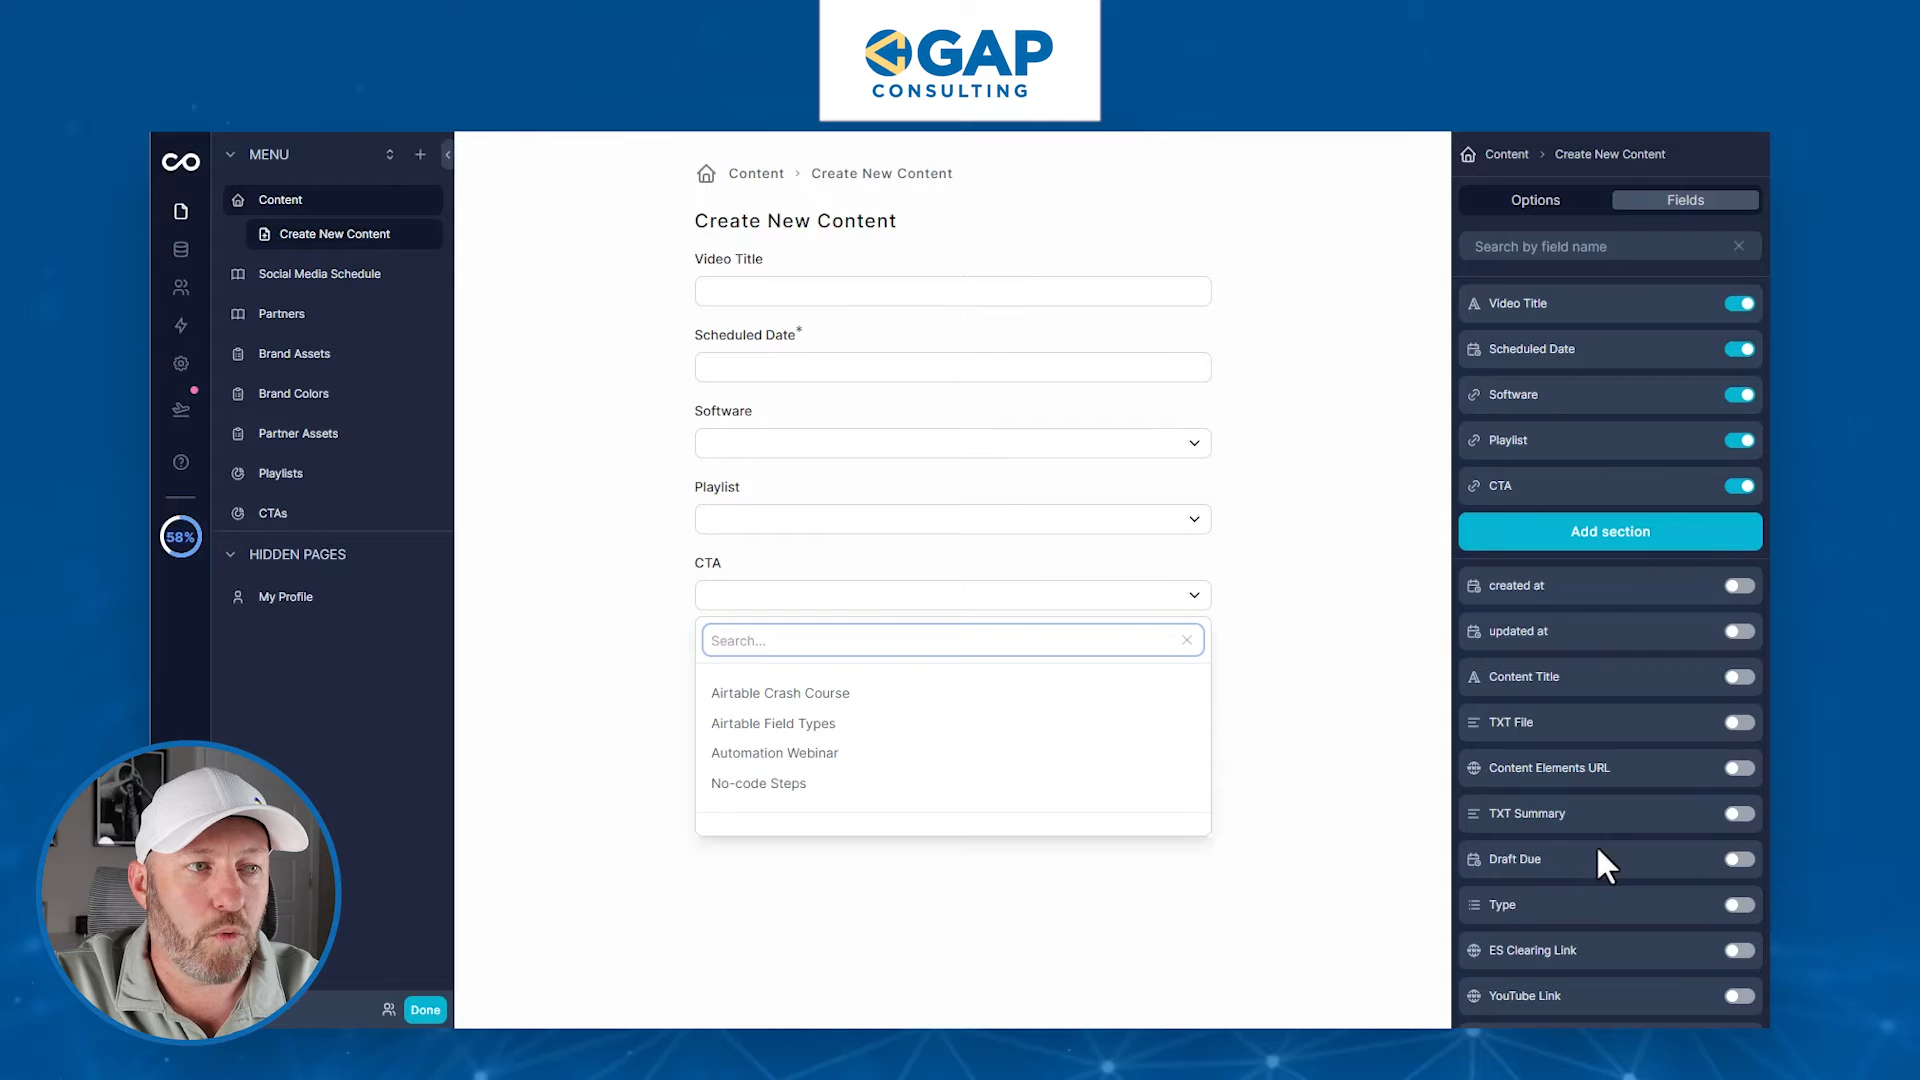 GAP
CONSULTING
MENU
Content
Create New Content
Social Media Schedule
Partners
Brand Assets
Brand Colors
Partner Assets
Playlists
CTAs
HIDDEN PAGES
My Profile
58%
Done
Content > Create New Content
Create New Content
Video Title
Scheduled Date*
Software
Playlist
CTA
Search...
Airtable Crash Course
Airtable Field Types
Automation Webinar
No-code Steps
Content > Create New Content
Options Fields
Search by field name
Video Title
Scheduled Date
Software
Playlist
CTA
Add section
created at
updated at
Content Title
TXT File
Content Elements URL
TXT Summary
Draft Due
Type
ES Clearing Link
YouTube Link